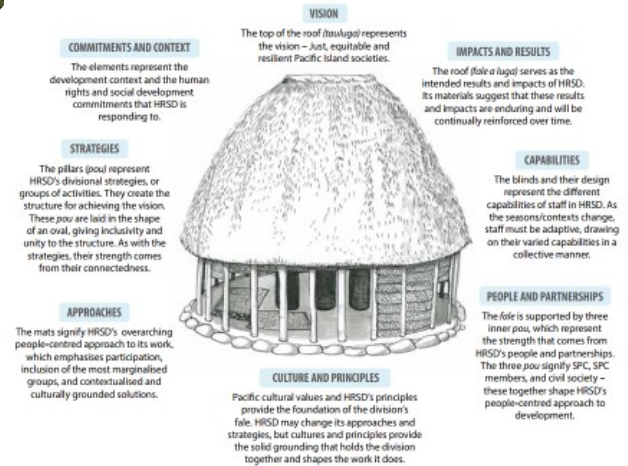 VISION
The top of the roof (tauluga) represents
the vision – Just, equitable and
resilient Pacific Island societies.
COMMITMENTS AND CONTEXT
The elements represent the
development context and the human
rights and social development
commitments that HRSD is
responding to.
IMPACTS AND RESULTS
The roof (fale a luga) serves as the
intended results and impacts of HRSD.
Its materials suggest that these results
and impacts are enduring and will be
continually reinforced over time.
STRATEGIES
The pillars (pou) represent
HRSD's divisional strategies, or
groups of activities. They create the
structure for achieving the vision.
These pou are laid in the shape
of an oval, giving inclusivity and
unity to the structure. As with the
strategies, their strength comes
from their connectedness.
CAPABILITIES
The blinds and their design
represent the different
capabilities of staff in HRSD. As
the seasons/contexts change,
staff must be adaptive, drawing
on their varied capabilities in a
collective manner.
APPROACHES
The mats signify HRSD's overarching
people-centred approach to its work,
which emphasises participation,
inclusion of the most marginalised
groups, and contextualised and
culturally grounded solutions.
PEOPLE AND PARTNERSHIPS
The fale is supported by three
inner pou, which represent
the strength that comes from
HRSD's people and partnerships.
The three pou signify SPC, SPC
members, and civil society –
these together shape HRSD's
people-centred approach to
development.
CULTURE AND PRINCIPLES
Pacific cultural values and HRSD's principles
provide the foundation of the division's
fale. HRSD may change its approaches and
strategies, but cultures and principles provide
the solid grounding that holds the division
together and shapes the work it does.